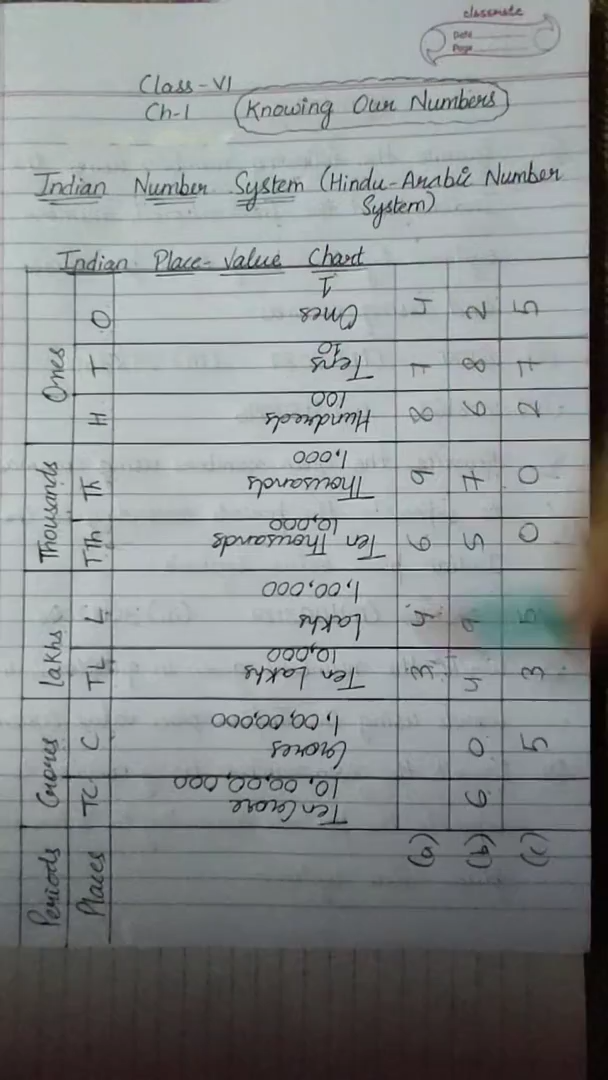 classmate
Date
Page
Class-VI
Ch-1 Knowing Our Numbers
Indian Number System (Hindu-Arabic Number
System)
Indian Place-Value Chart
Periods Crores Lakhs Thousands Ones
Places TC C TL L TTh Th H T O
Ten Crore Crores Ten Lakhs Lakhs Ten Thousands Thousands Hundreds Tens Ones
10,00,00,000 1,00,00,000 10,000 1,00,000 10,000 1,000 100 10 1
(a) 3 6 9 8 7 4
(b) 6 0 4 5 7 6 8 2
(c) 5 3 5 0 0 2 7 5